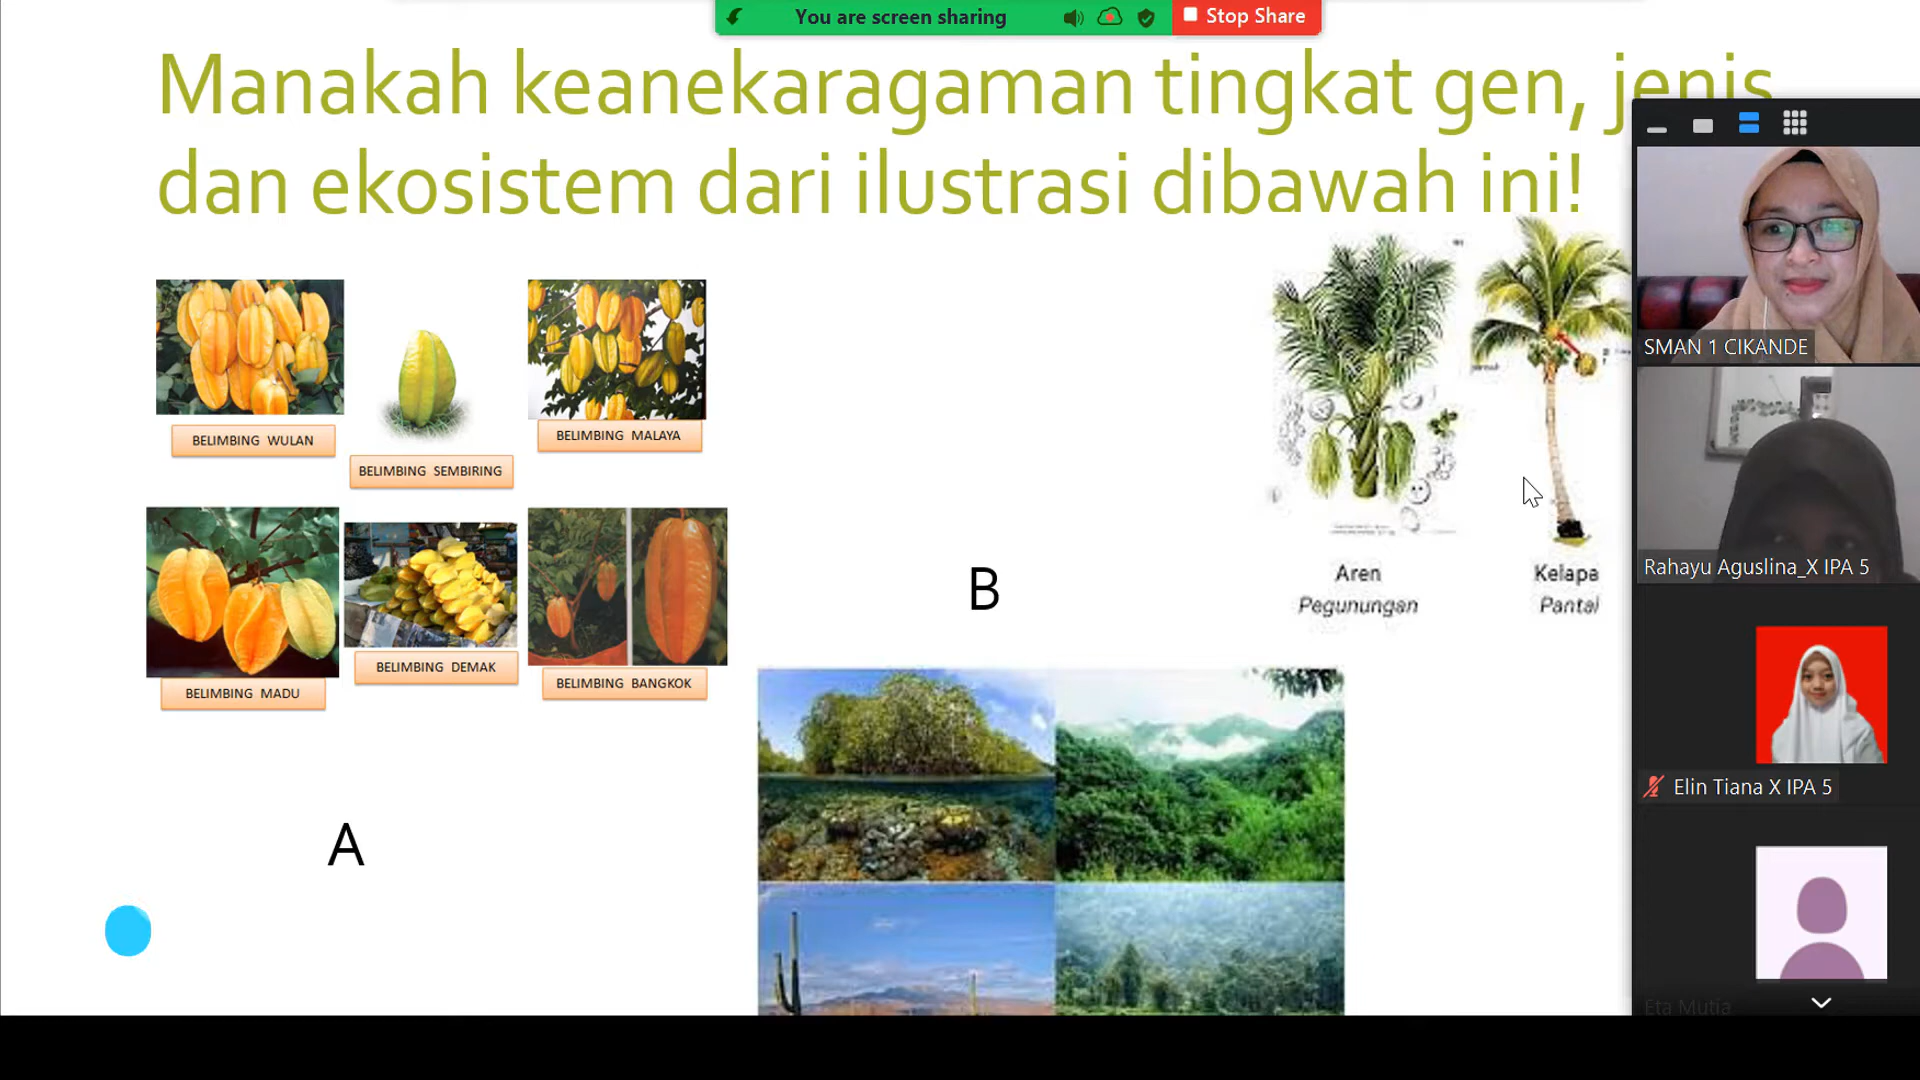 You are screen sharing
Stop Share
Manakah keanekaragaman tingkat gen, jenis
dan ekosistem dari ilustrasi dibawah ini!
BELIMBING WULAN
BELIMBING SEMBIRING
BELIMBING MALAYA
BELIMBING MADU
BELIMBING DEMAK
BELIMBING BANGKOK
A
B
Aren
Pegunungan
Kelapa
Pantai
SMAN 1 CIKANDE
Rahayu Aguslina_X IPA 5
Elin Tiana X IPA 5
Eta Mutia